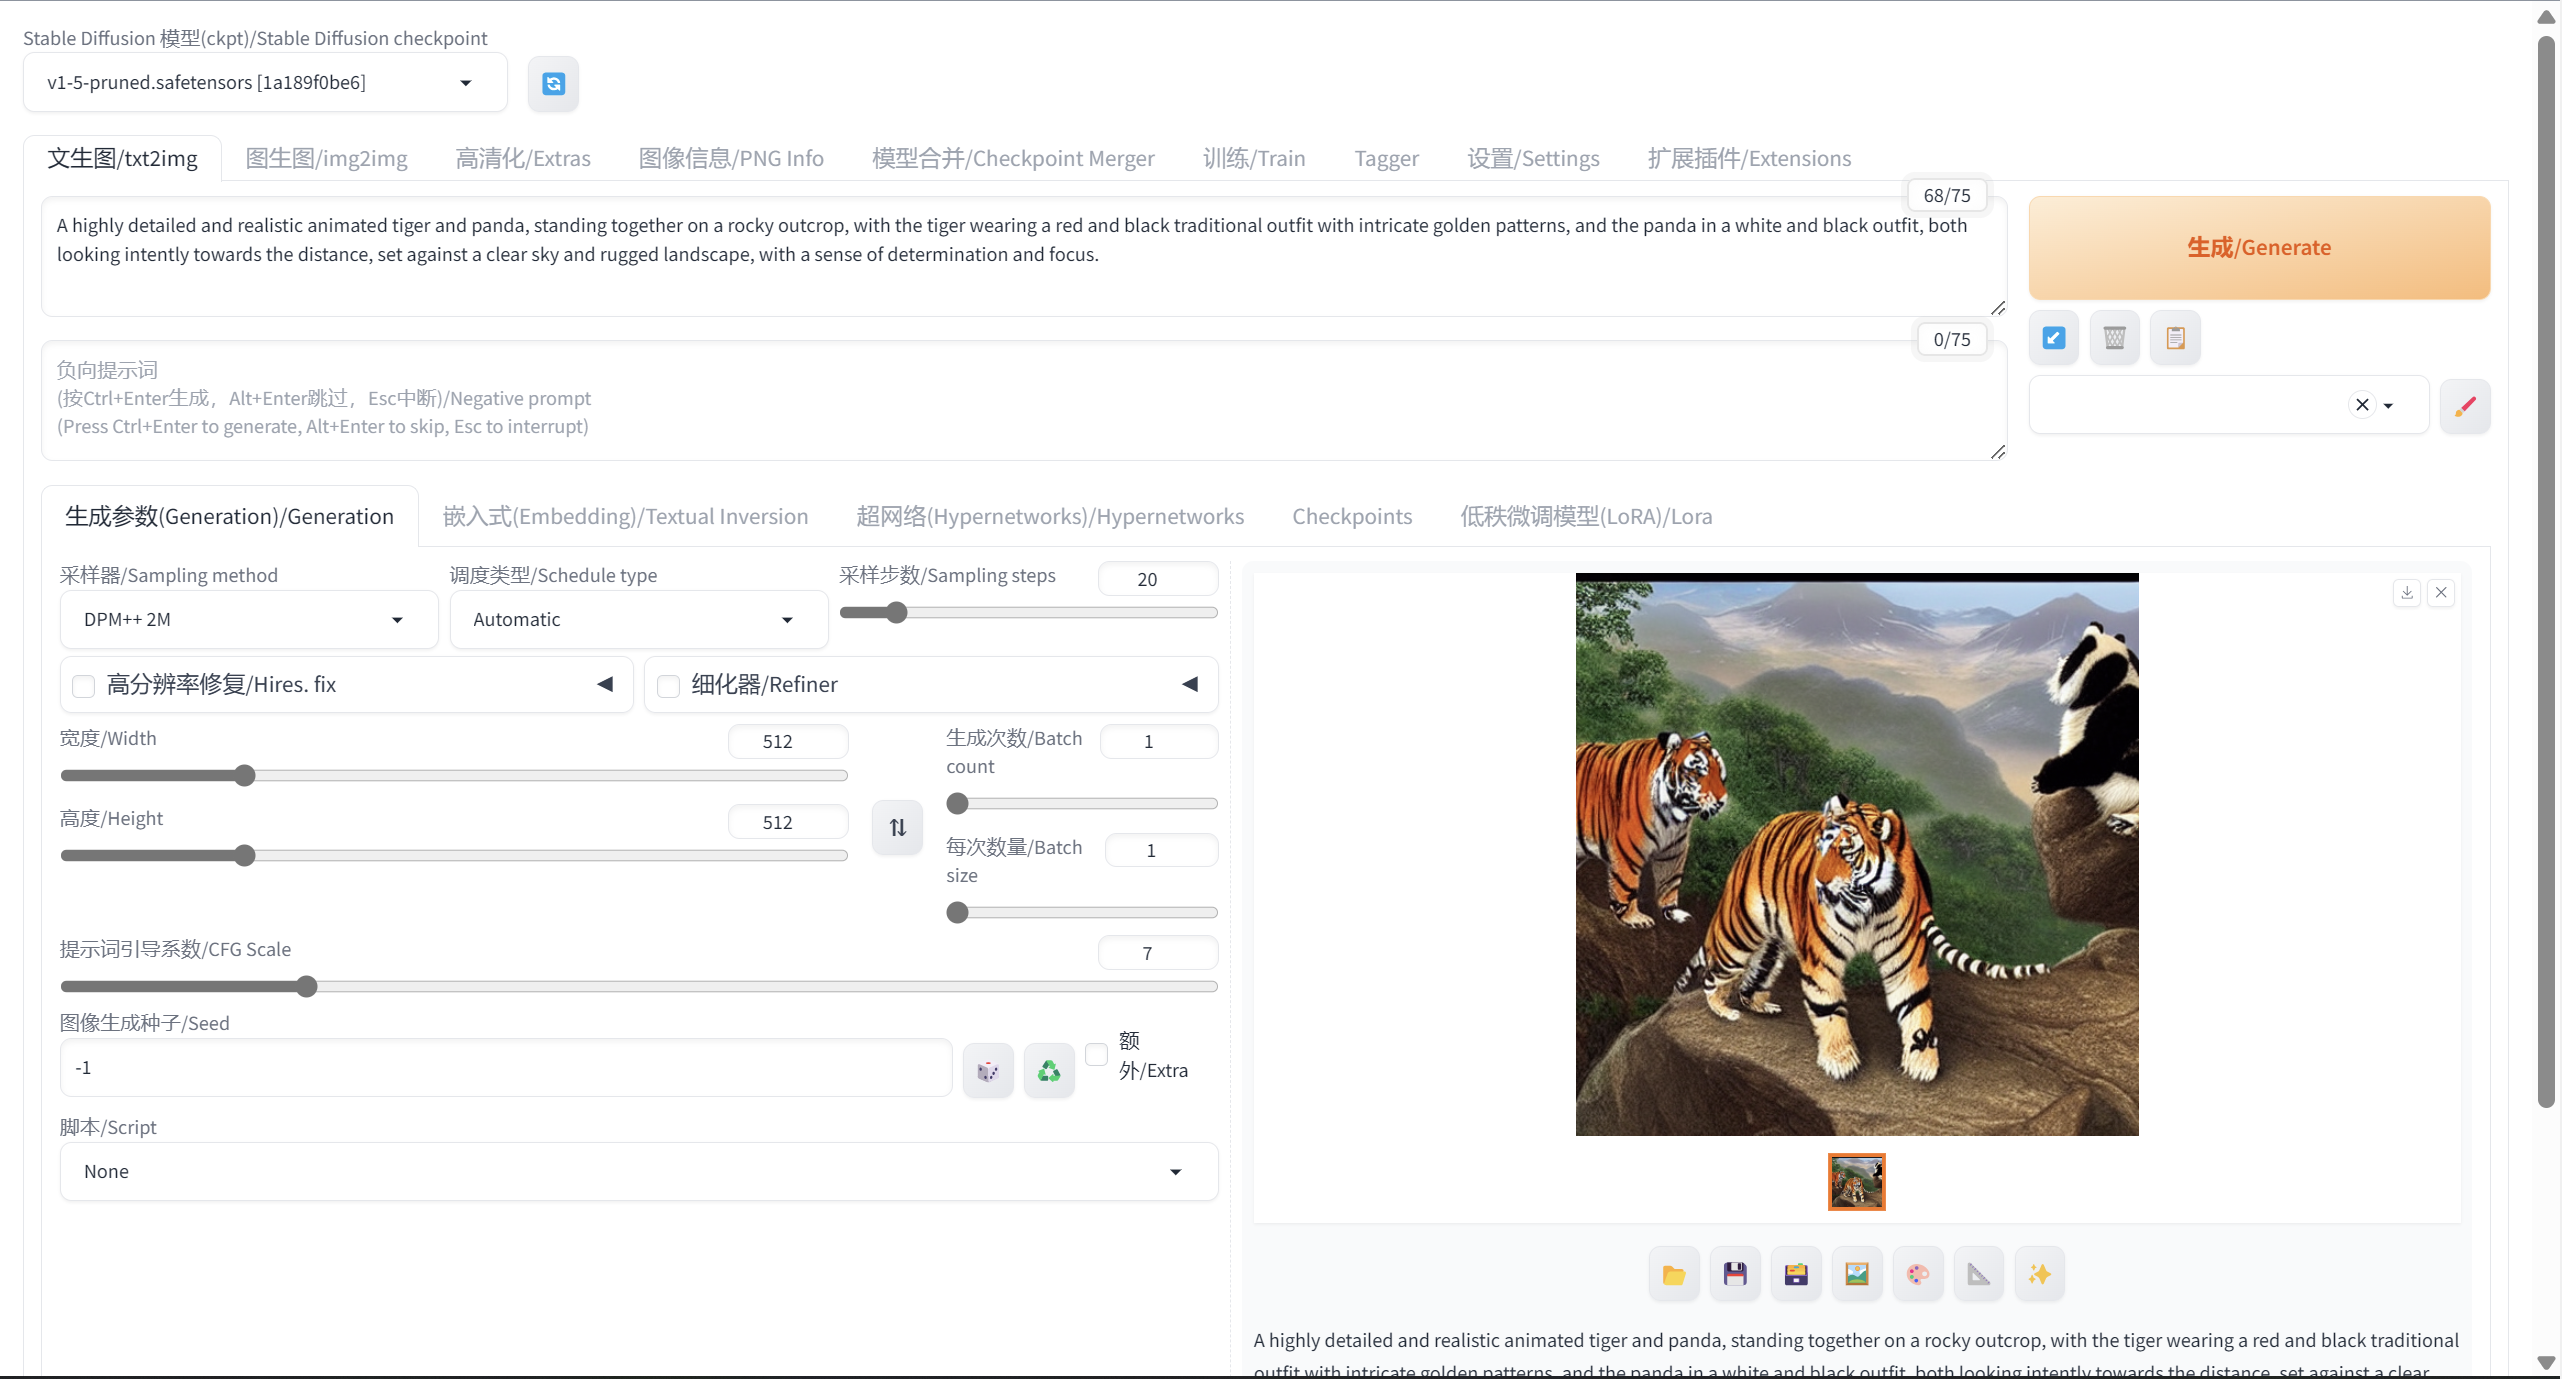 Stable Diffusion 模型(ckpt)/Stable Diffusion checkpoint
v1-5-pruned.safetensors [1a189f0be6]
文生图/txt2img
图生图/img2img
高清化/Extras
图像信息/PNG Info
模型合并/Checkpoint Merger
训练/Train
Tagger
设置/Settings
扩展插件/Extensions
68/75
A highly detailed and realistic animated tiger and panda, standing together on a rocky outcrop, with the tiger wearing a red and black traditional outfit with intricate golden patterns, and the panda in a white and black outfit, both
looking intently towards the distance, set against a clear sky and rugged landscape, with a sense of determination and focus.
生成/Generate
0/75
负向提示词
(按Ctrl+Enter生成，Alt+Enter跳过，Esc中断)/Negative prompt
(Press Ctrl+Enter to generate, Alt+Enter to skip, Esc to interrupt)
生成参数(Generation)/Generation
嵌入式(Embedding)/Textual Inversion
超网络(Hypernetworks)/Hypernetworks
Checkpoints
低秩微调模型(LoRA)/Lora
采样器/Sampling method
DPM++ 2M
调度类型/Schedule type
Automatic
采样步数/Sampling steps
20
高分辨率修复/Hires. fix
细化器/Refiner
宽度/Width
512
高度/Height
512
生成次数/Batch
count
1
每次数量/Batch
size
1
提示词引导系数/CFG Scale
7
图像生成种子/Seed
-1
额
外/Extra
脚本/Script
None
A highly detailed and realistic animated tiger and panda, standing together on a rocky outcrop, with the tiger wearing a red and black traditional
outfit with intricate golden patterns, and the panda in a white and black outfit, both looking intently towards the distance, set against a clear